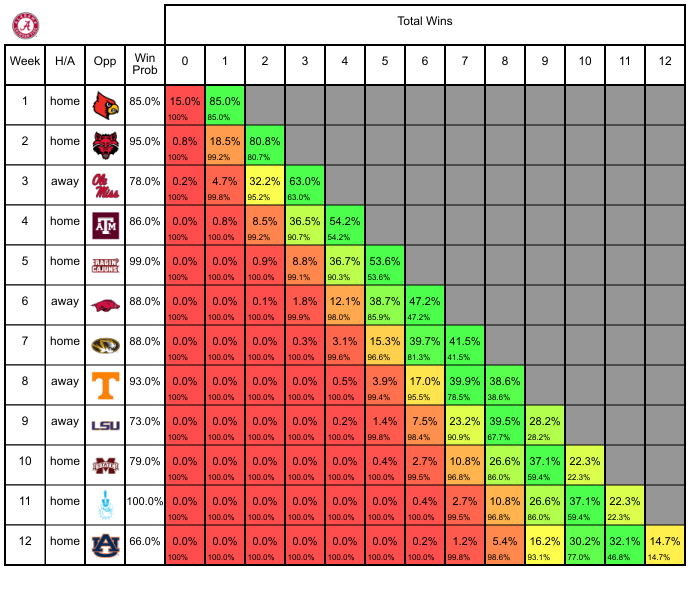 Total Wins
Week H/A Opp Win Prob 0 1 2 3 4 5 6 7 8 9 10 11 12
1 home 85.0% 15.0% 85.0%
100% 85.0%
2 home 95.0% 0.8% 18.5% 80.8%
100% 99.2% 80.7%
3 away Ole Miss 78.0% 0.2% 4.7% 32.2% 63.0%
100% 99.8% 95.2% 63.0%
4 home ATM 86.0% 0.0% 0.8% 8.5% 36.5% 54.2%
100% 100.0% 99.2% 90.7% 54.2%
5 home RAGIN' CAJUNS 99.0% 0.0% 0.0% 0.9% 8.8% 36.7% 53.6%
100% 100.0% 100.0% 99.1% 90.3% 53.6%
6 away 88.0% 0.0% 0.0% 0.1% 1.8% 12.1% 38.7% 47.2%
100% 100.0% 100.0% 99.9% 98.0% 85.9% 47.2%
7 home 88.0% 0.0% 0.0% 0.0% 0.3% 3.1% 15.3% 39.7% 41.5%
100% 100.0% 100.0% 100.0% 99.6% 96.6% 81.3% 41.5%
8 away T 93.0% 0.0% 0.0% 0.0% 0.0% 0.5% 3.9% 17.0% 39.9% 38.6%
100% 100.0% 100.0% 100.0% 100.0% 99.4% 95.5% 78.5% 38.6%
9 away LSU 73.0% 0.0% 0.0% 0.0% 0.0% 0.2% 1.4% 7.5% 23.2% 39.5% 28.2%
100% 100.0% 100.0% 100.0% 100.0% 99.8% 98.4% 90.9% 67.7% 28.2%
10 home M STATE 79.0% 0.0% 0.0% 0.0% 0.0% 0.0% 0.4% 2.7% 10.8% 26.6% 37.1% 22.3%
100% 100.0% 100.0% 100.0% 100.0% 100.0% 99.5% 96.8% 86.0% 59.4% 22.3%
11 home 100.0% 0.0% 0.0% 0.0% 0.0% 0.0% 0.0% 0.4% 2.7% 10.8% 26.6% 37.1% 22.3%
100% 100.0% 100.0% 100.0% 100.0% 100.0% 100.0% 99.5% 96.8% 86.0% 59.4% 22.3%
12 home AU 66.0% 0.0% 0.0% 0.0% 0.0% 0.0% 0.0% 0.2% 1.2% 5.4% 16.2% 30.2% 32.1% 14.7%
100% 100.0% 100.0% 100.0% 100.0% 100.0% 100.0% 99.8% 98.6% 93.1% 77.0% 46.8% 14.7%